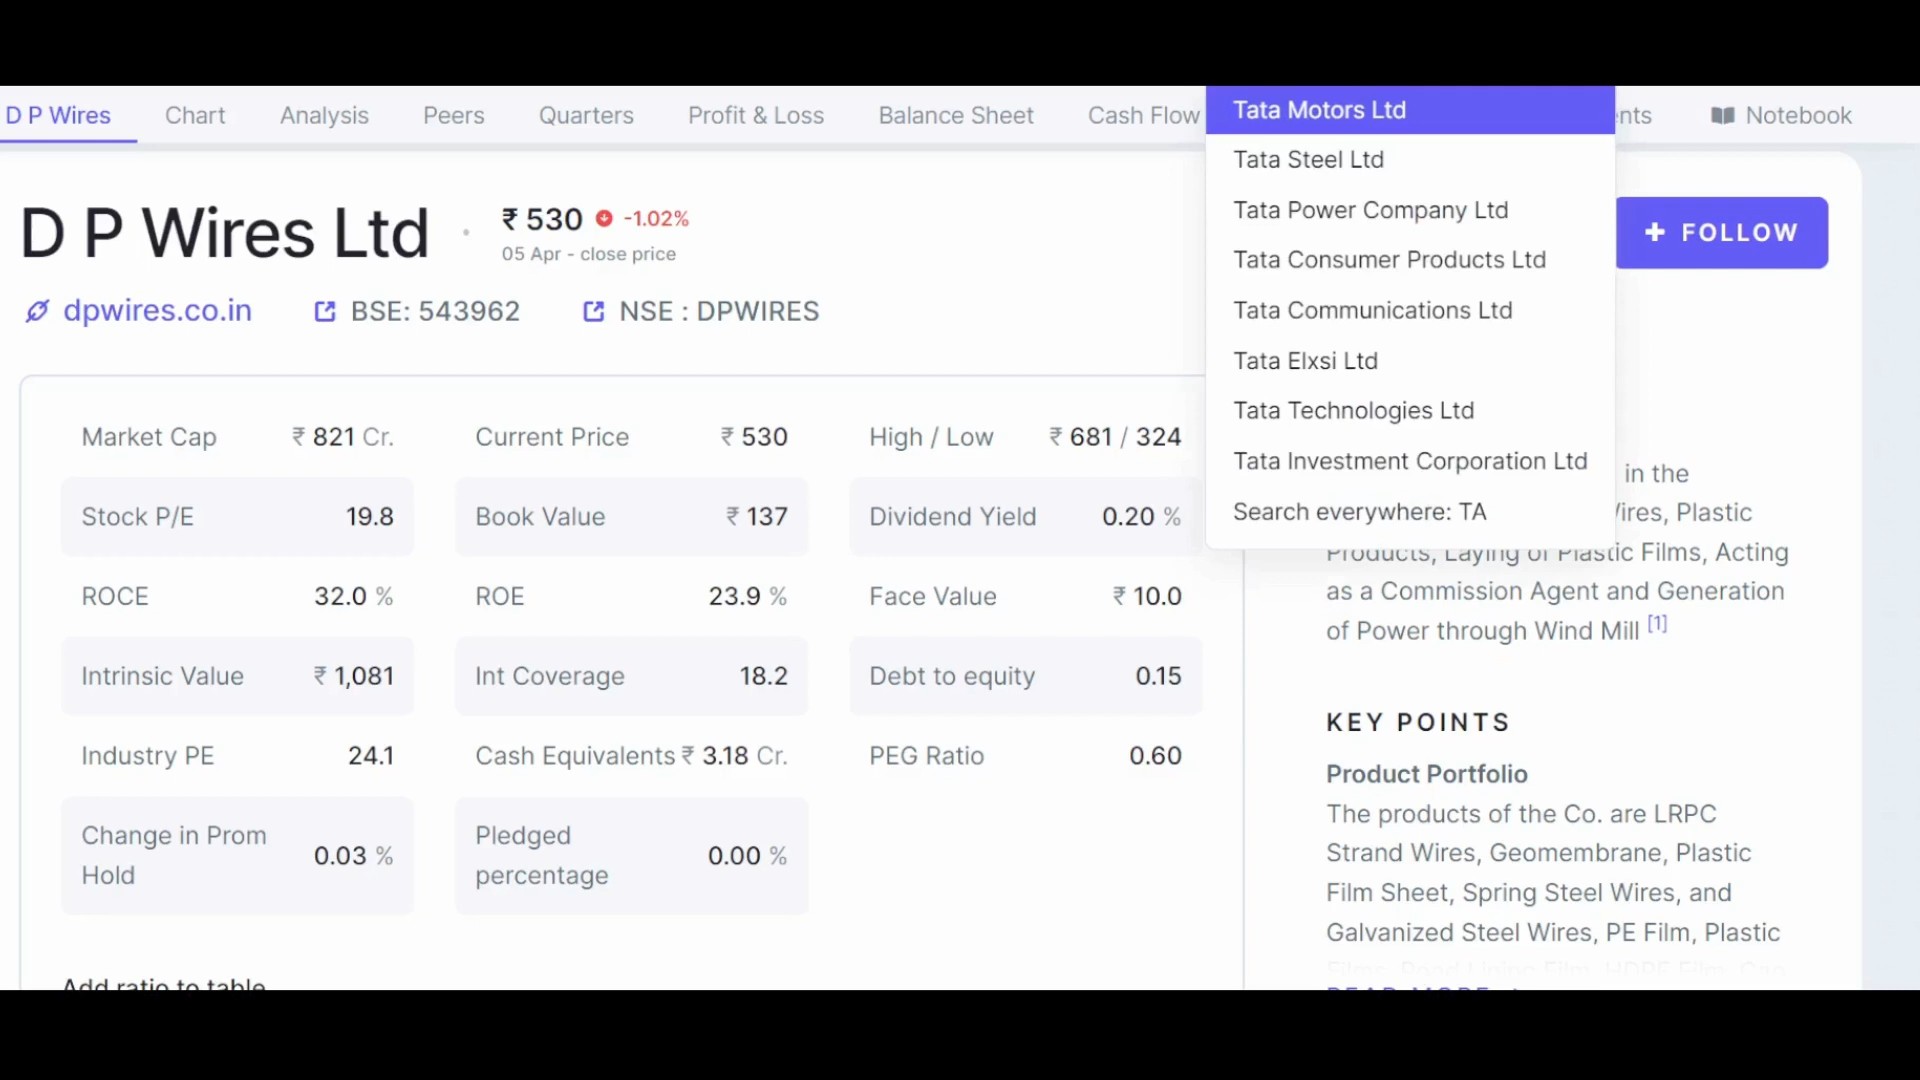 D P Wires Chart Analysis Peers Quarters Profit & Loss Balance Sheet Cash Flow nts Notebook
D P Wires Ltd
₹ 530 -1.02%
05 Apr - close price
dpwires.co.in BSE: 543962 NSE : DPWIRES
Tata Motors Ltd
Tata Steel Ltd
Tata Power Company Ltd
Tata Consumer Products Ltd
Tata Communications Ltd
Tata Elxsi Ltd
Tata Technologies Ltd
Tata Investment Corporation Ltd
Search everywhere: TA
+ FOLLOW
Market Cap ₹ 821 Cr. Current Price ₹ 530 High / Low ₹ 681 / 324
Stock P/E 19.8 Book Value ₹ 137 Dividend Yield 0.20 %
ROCE 32.0 % ROE 23.9 % Face Value ₹ 10.0
Intrinsic Value ₹ 1,081 Int Coverage 18.2 Debt to equity 0.15
Industry PE 24.1 Cash Equivalents ₹ 3.18 Cr. PEG Ratio 0.60
Change in Prom Hold 0.03 % Pledged percentage 0.00 %
Add ratio to table
in the
ires, Plastic
Products, Laying of Plastic Films, Acting
as a Commission Agent and Generation
of Power through Wind Mill [1]
KEY POINTS
Product Portfolio
The products of the Co. are LRPC
Strand Wires, Geomembrane, Plastic
Film Sheet, Spring Steel Wires, and
Galvanized Steel Wires, PE Film, Plastic
READ MORE